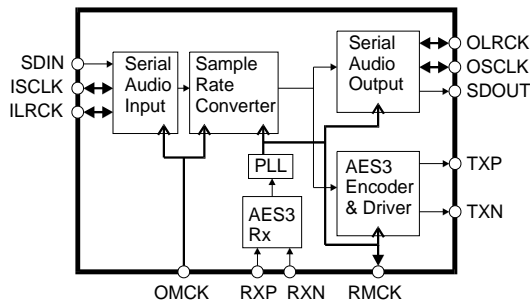 SDIN
ISCLK
ILRCK
Serial
Audio
Input
Sample
Rate
Converter
Serial
Audio
Output
OLRCK
OSCLK
SDOUT
PLL
AES3
Rx
AES3
Encoder
& Driver
TXP
TXN
OMCK
RXP
RXN
RMCK